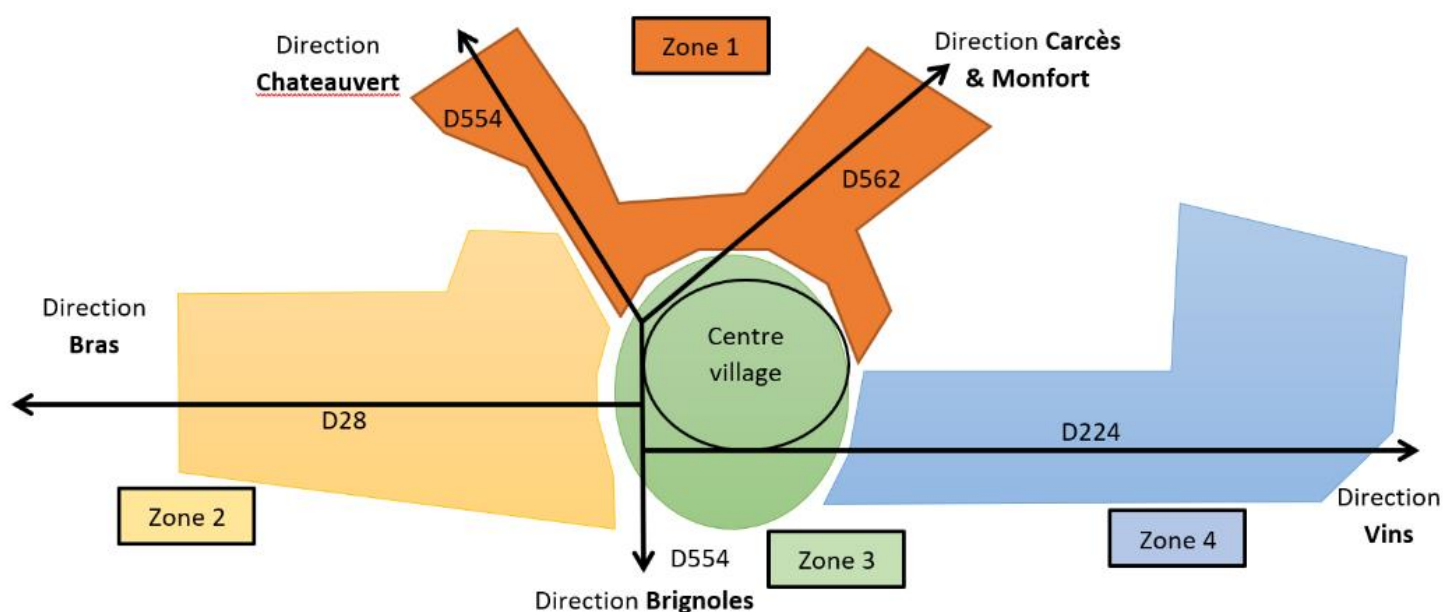 Direction
Chateauvert
Zone 1
Direction Carcès
& Monfort
D554
D562
Direction
Bras
Centre
village
D28
D224
Zone 2
Direction
Vins
Zone 4
D554
Zone 3
Direction Brignoles